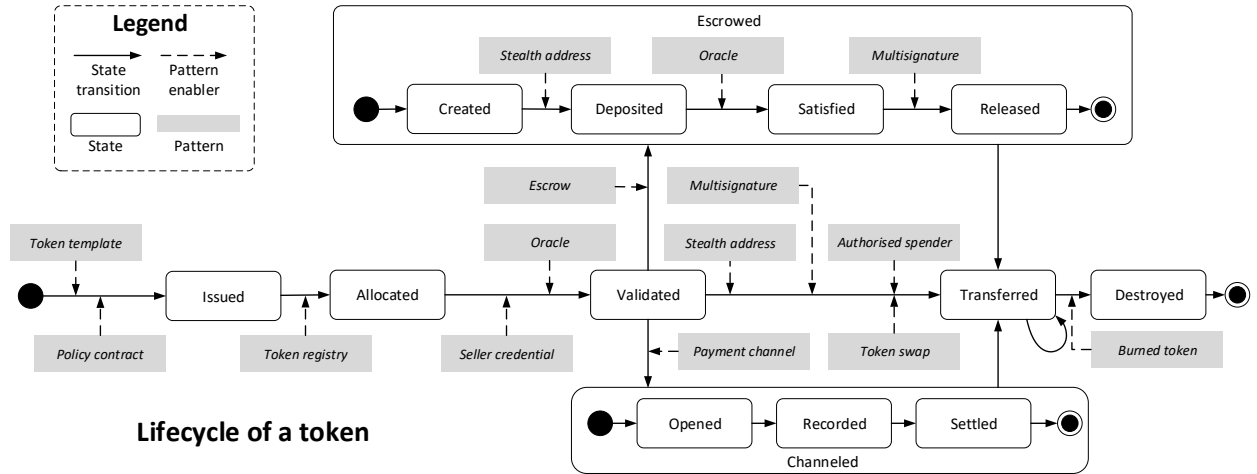 Legend
State
transition
Pattern
enabler
State
Pattern
Escrowed
Stealth address
Oracle
Multisignature
Created
Deposited
Satisfied
Released
Escrow
Multisignature
Token template
Oracle
Stealth address
Authorised spender
Issued
Allocated
Validated
Transferred
Destroyed
Policy contract
Token registry
Seller credential
Payment channel
Token swap
Burned token
Opened
Recorded
Settled
Channeled
Lifecycle of a token